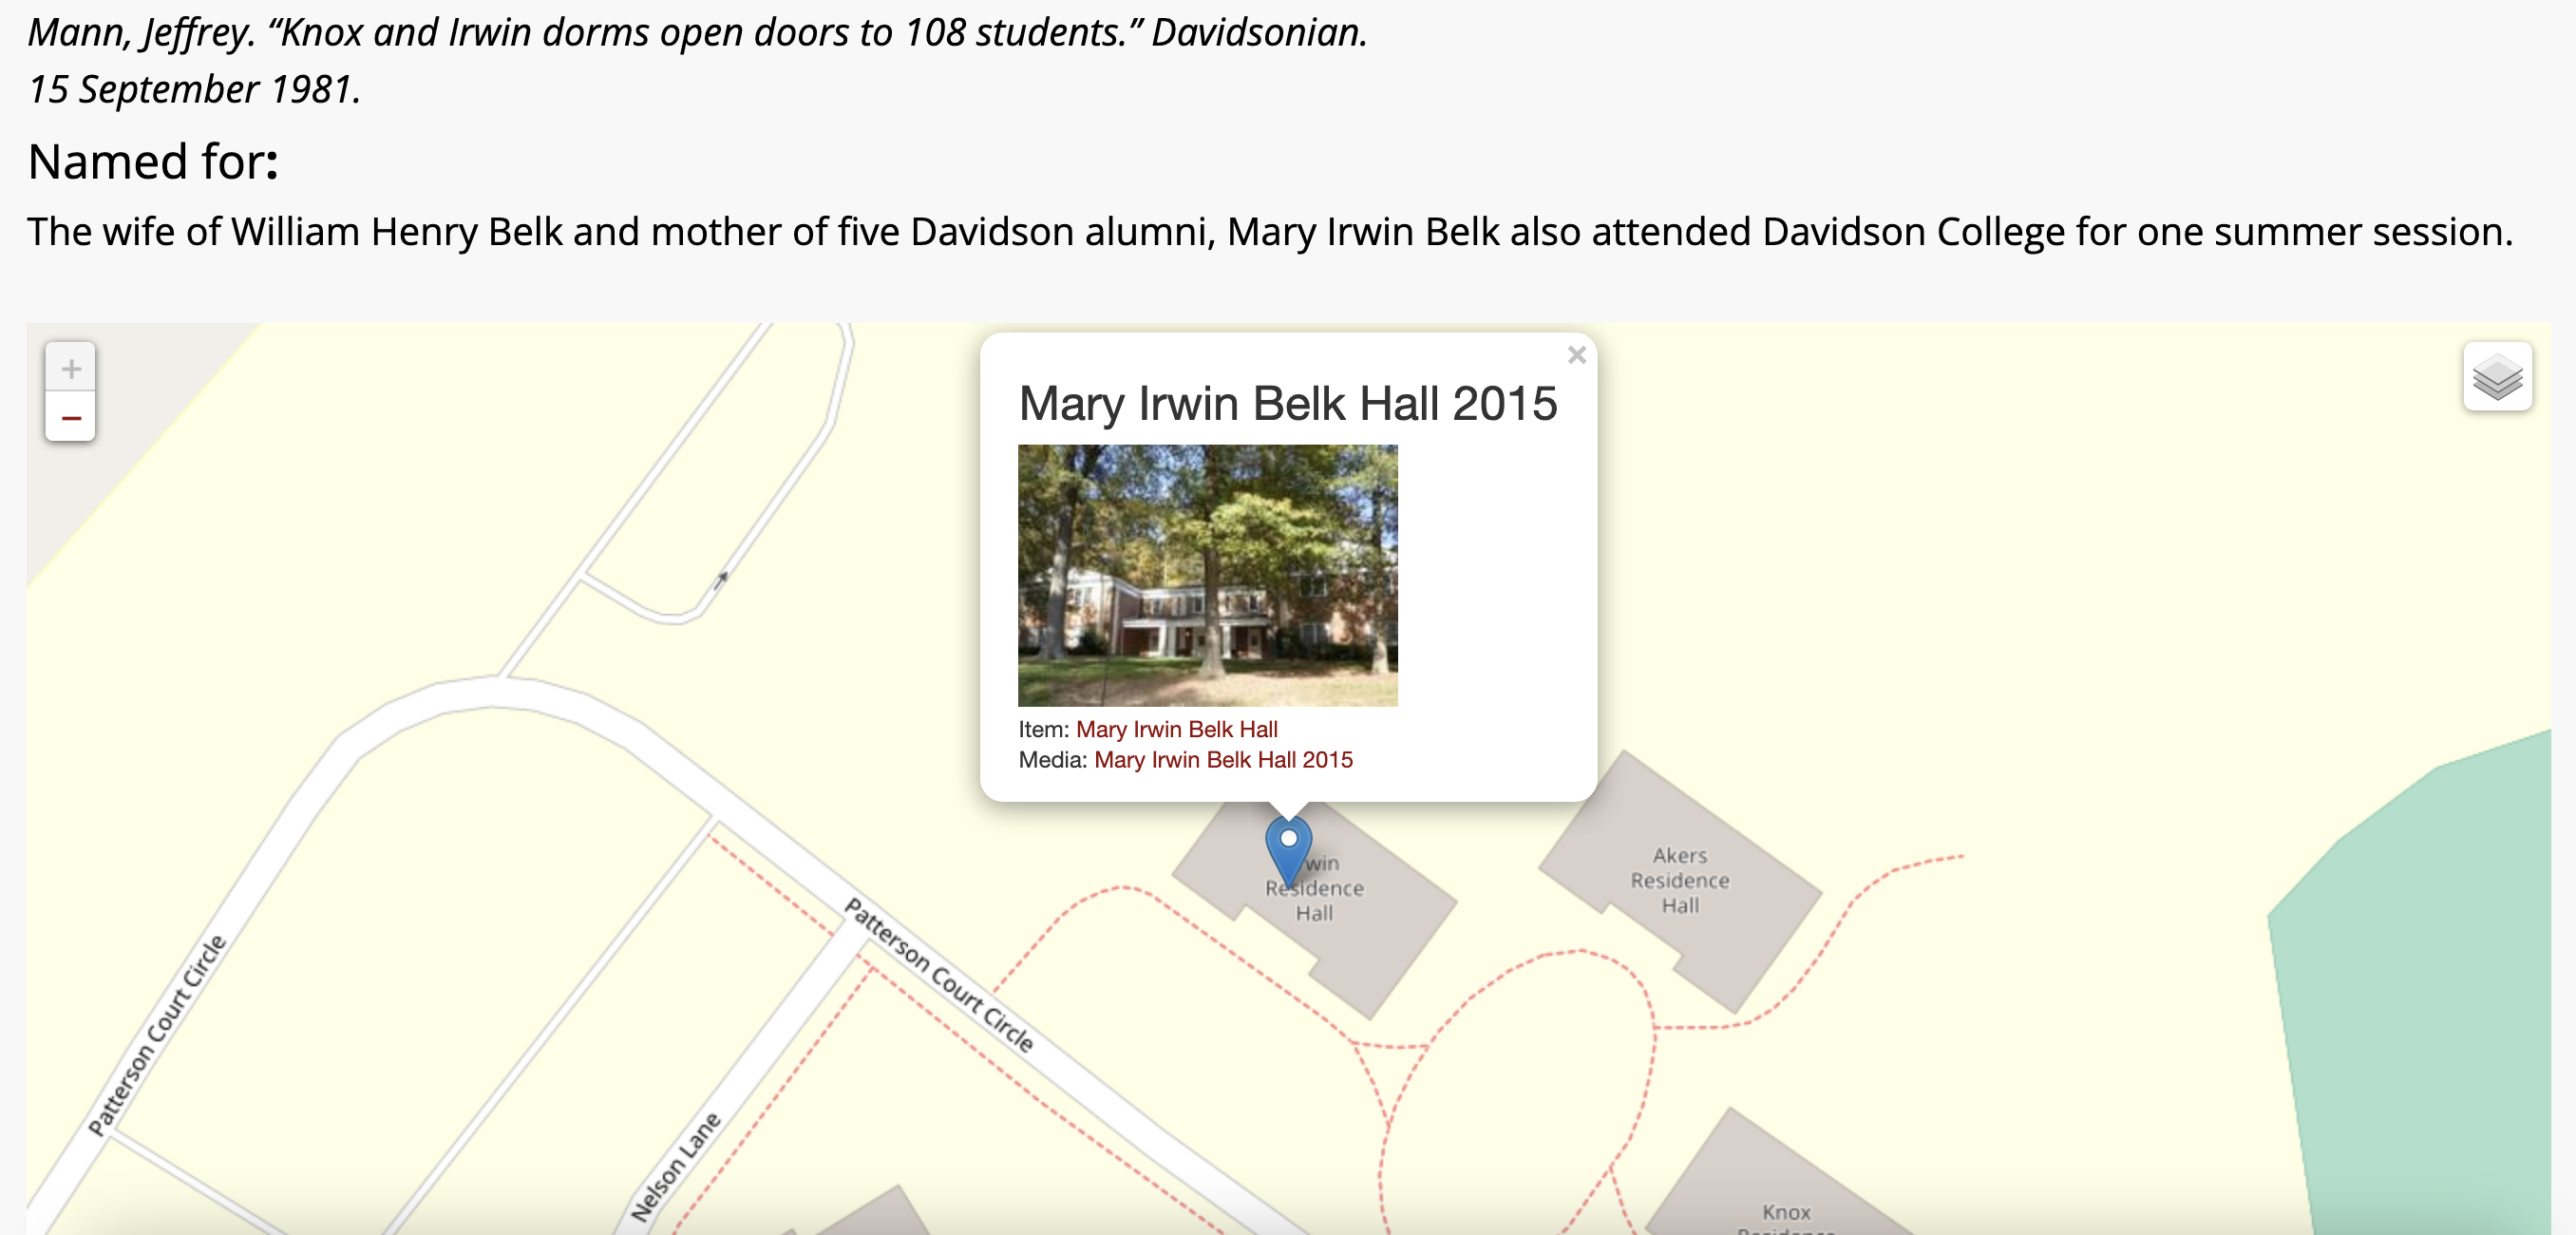 Mann, Jeffrey. “Knox and Irwin dorms open doors to 108 students.” Davidsonian.
15 September 1981.
Named for:
The wife of William Henry Belk and mother of five Davidson alumni, Mary Irwin Belk also attended Davidson College for one summer session.
+
−
×
Mary Irwin Belk Hall 2015
Item: Mary Irwin Belk Hall
Media: Mary Irwin Belk Hall 2015
Residence
Hall
Akers
Residence
Hall
Patterson Court Circle
Patterson Court Circle
Nelson Lane
Knox